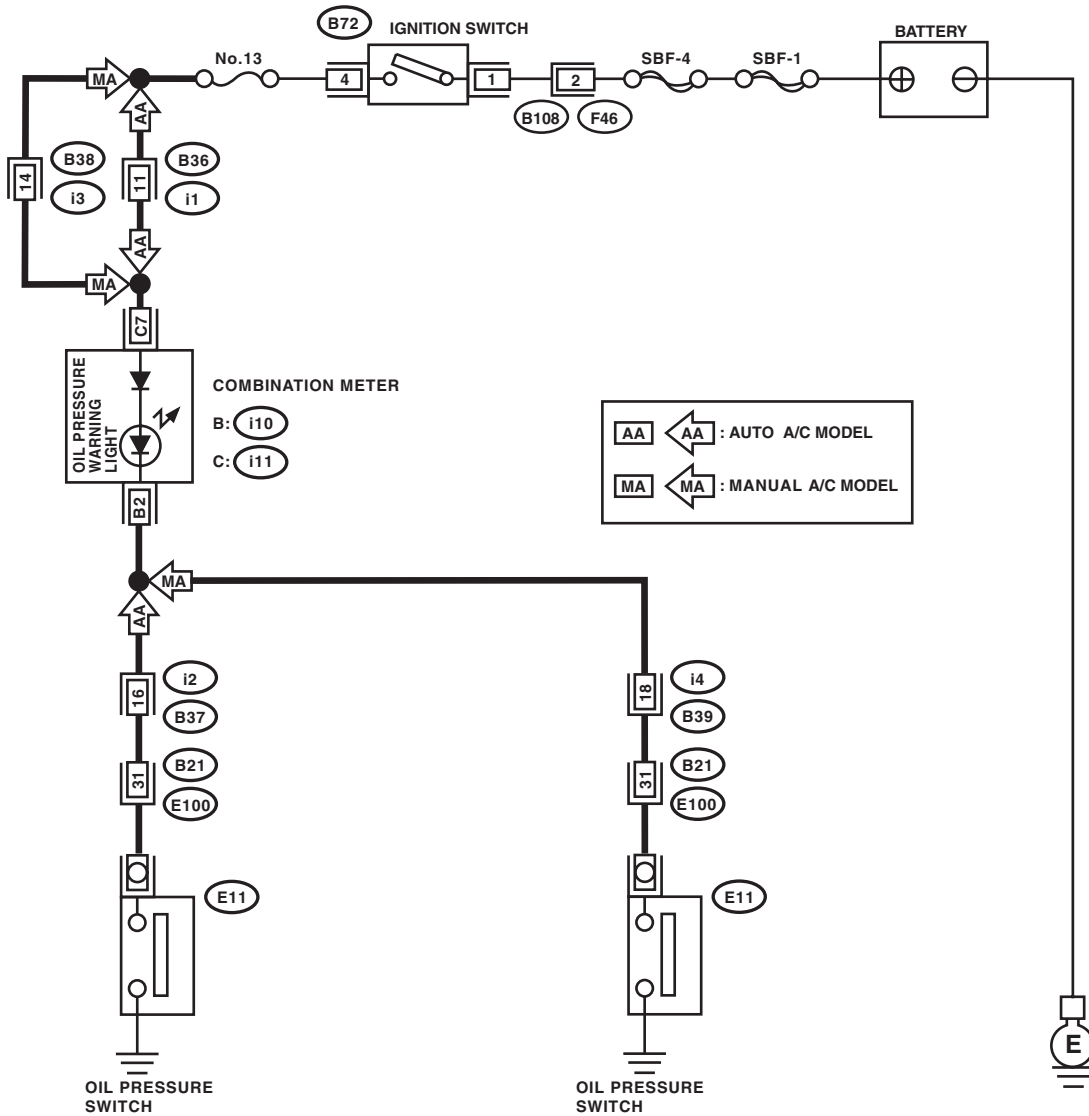 B72
IGNITION SWITCH
BATTERY
No.13
SBF-4
SBF-1
MA
4
1
2
AA
B108
F46
14
B38
i3
11
B36
i1
AA
MA
C7
OIL PRESSURE
WARNING
LIGHT
COMBINATION METER
B: i10
C: i11
AA AA : AUTO A/C MODEL
MA MA : MANUAL A/C MODEL
B2
MA
AA
16
i2
B37
18
i4
B39
31
B21
E100
31
B21
E100
E11
E11
E
OIL PRESSURE
SWITCH
OIL PRESSURE
SWITCH